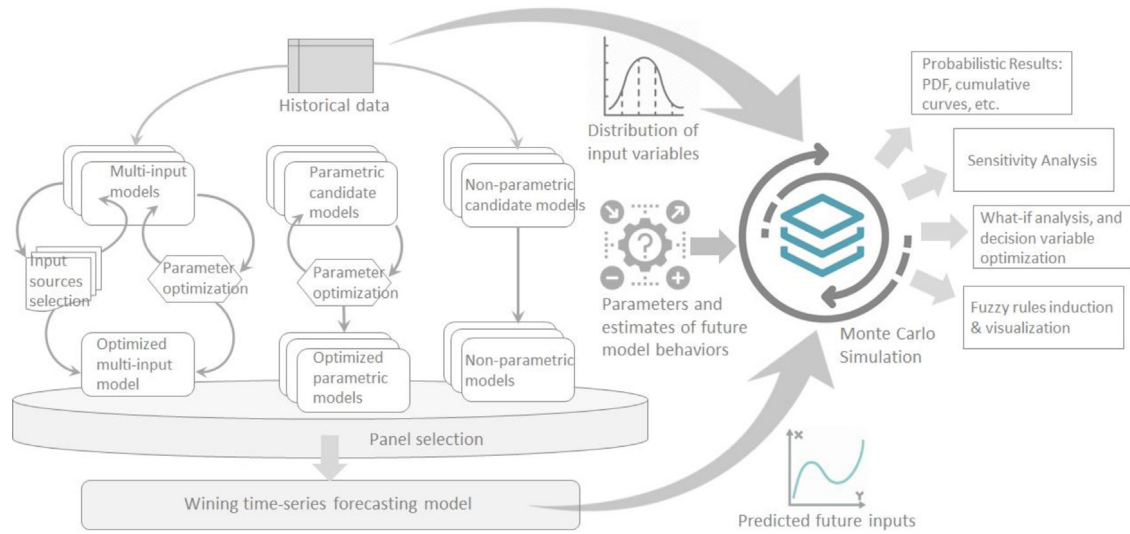 Historical data
Multi-input
models
Input
sources
selection
Parameter
optimization
Optimized
multi-input
model
Parametric
candidate
models
Parameter
optimization
Optimized
parametric
models
Non-parametric
candidate models
Non-parametric
models
Panel selection
Wining time-series forecasting model
Distribution of
input variables
?
Parameters and
estimates of future
model behaviors
X
Y
Predicted future inputs
Monte Carlo
Simulation
Probabilistic Results:
PDF, cumulative
curves, etc.
Sensitivity Analysis
What-if analysis, and
decision variable
optimization
Fuzzy rules induction
& visualization